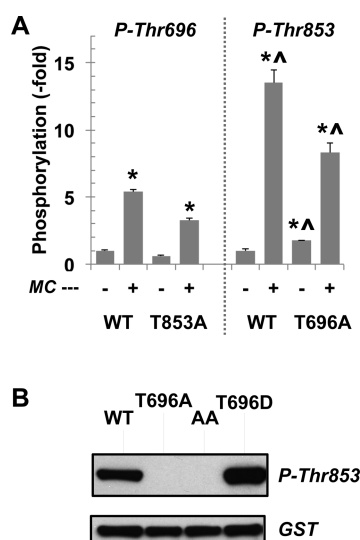 A
P-Thr696 P-Thr853
Phosphorylation (-fold)
15
10
5
0
* * *^ *^ *^
MC --- - + - + - + - +
WT T853A WT T696A
B
WT T696A AA T696D
P-Thr853
GST